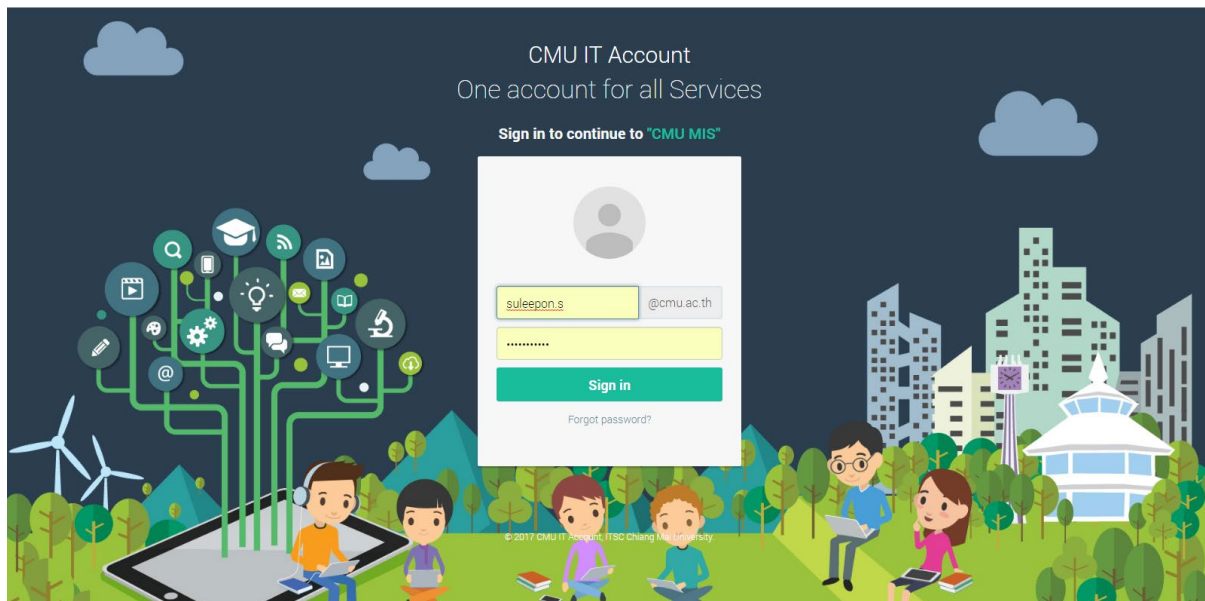 CMU IT Account
One account for all Services
Sign in to continue to "CMU MIS"
suleepon.s @cmu.ac.th
•••••••••••
Sign in
Forgot password?
@
© 2017 CMU IT Account, ITSC Chiang Mai University.